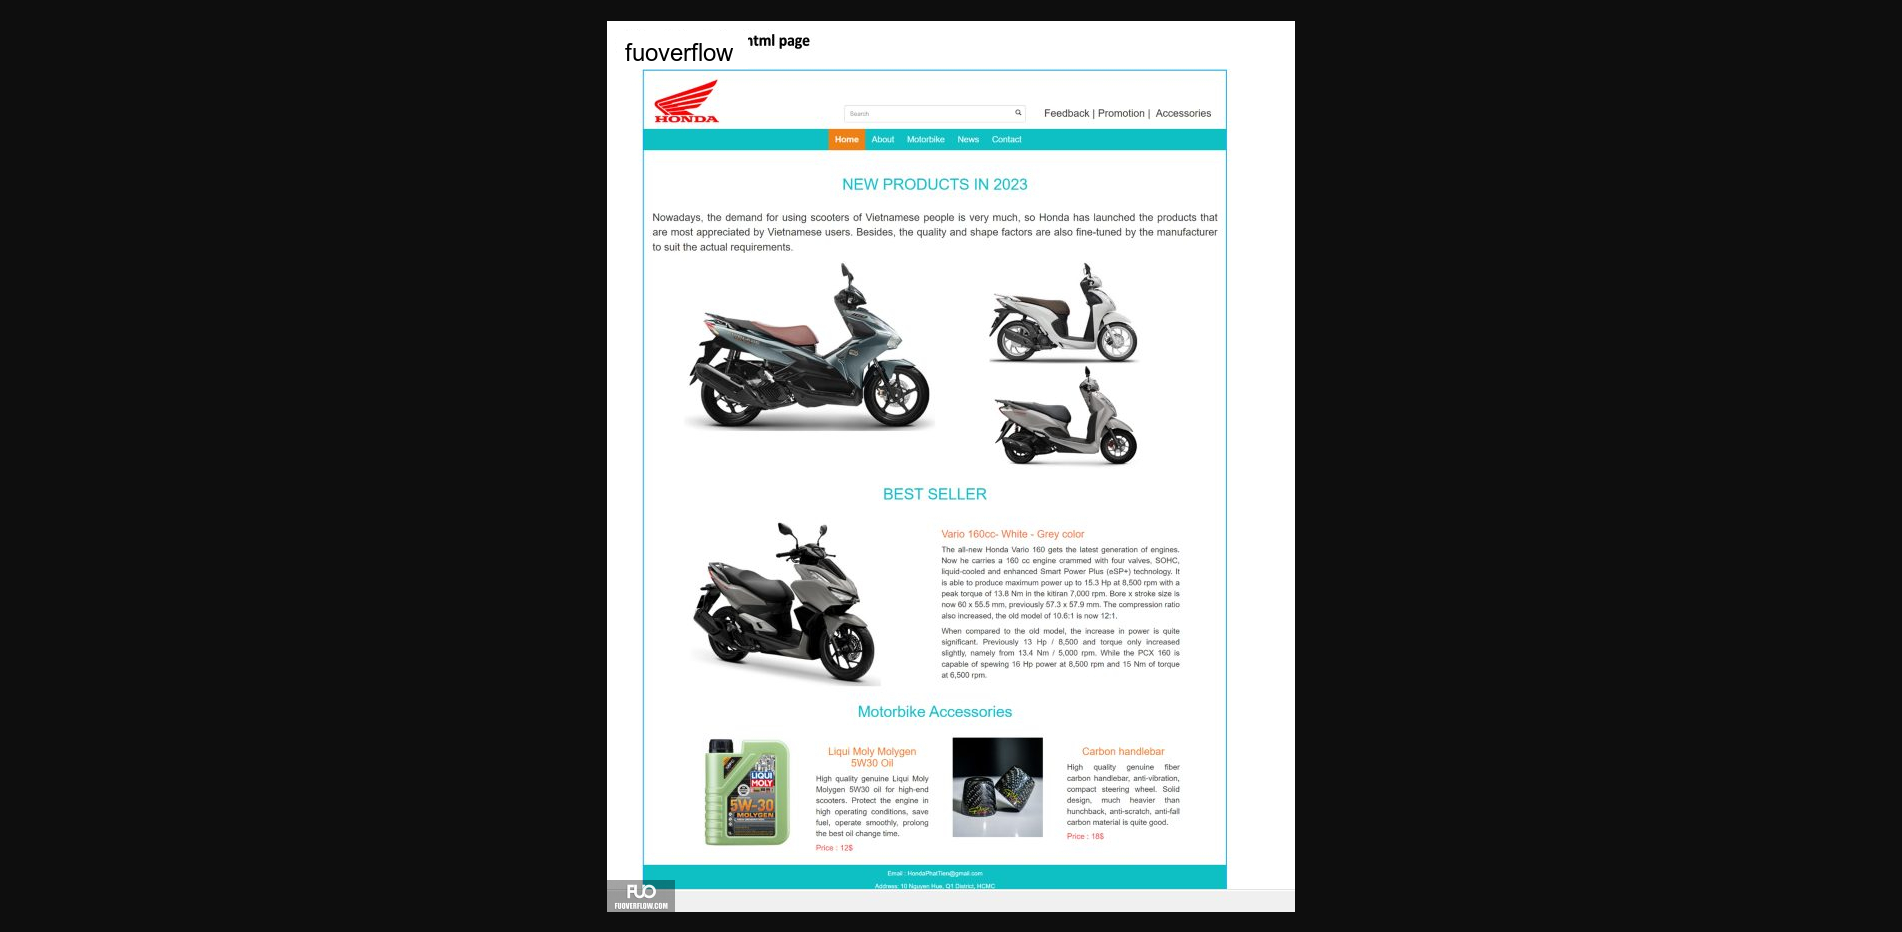 fuoverflow
html page
HONDA
Search
Feedback | Promotion | Accessories
Home About Motorbike News Contact
NEW PRODUCTS IN 2023
Nowadays, the demand for using scooters of Vietnamese people is very much, so Honda has launched the products that
are most appreciated by Vietnamese users. Besides, the quality and shape factors are also fine-tuned by the manufacturer
to suit the actual requirements.
BEST SELLER
Vario 160cc- White - Grey color
The all-new Honda Vario 160 gets the latest generation of engines.
Now he carries a 160 cc engine crammed with four valves, SOHC,
liquid-cooled and enhanced Smart Power Plus (eSP+) technology. It
is able to produce maximum power up to 15.3 Hp at 8,500 rpm with a
peak torque of 13.8 Nm in the kitiran 7,000 rpm. Bore x stroke size is
now 60 x 55.5 mm, previously 57.3 x 57.9 mm. The compression ratio
also increased, the old model of 10.6:1 is now 12:1.
When compared to the old model, the increase in power is quite
significant. Previously 13 Hp / 8,500 and torque only increased
slightly, namely from 13.4 Nm / 5,000 rpm. While the PCX 160 is
capable of spewing 16 Hp power at 8,500 rpm and 15 Nm of torque
at 6,500 rpm.
Motorbike Accessories
LIQUI
MOLY
5W-30
MOLYGEN
Liqui Moly Molygen
5W30 Oil
High quality genuine Liqui Moly
Molygen 5W30 oil for high-end
scooters. Protect the engine in
high operating conditions, save
fuel, operate smoothly, prolong
the best oil change time.
Price : 12$
Carbon handlebar
High quality genuine fiber
carbon handlebar, anti-vibration,
compact steering wheel. Solid
design, much heavier than
hunchback, anti-scratch, anti-fall
carbon material is quite good.
Price : 18$
Email : HondaPhatTien@gmail.com
Address: 10 Nguyen Hue, Q1 District, HCMC
FUO
FUOVERFLOW.COM